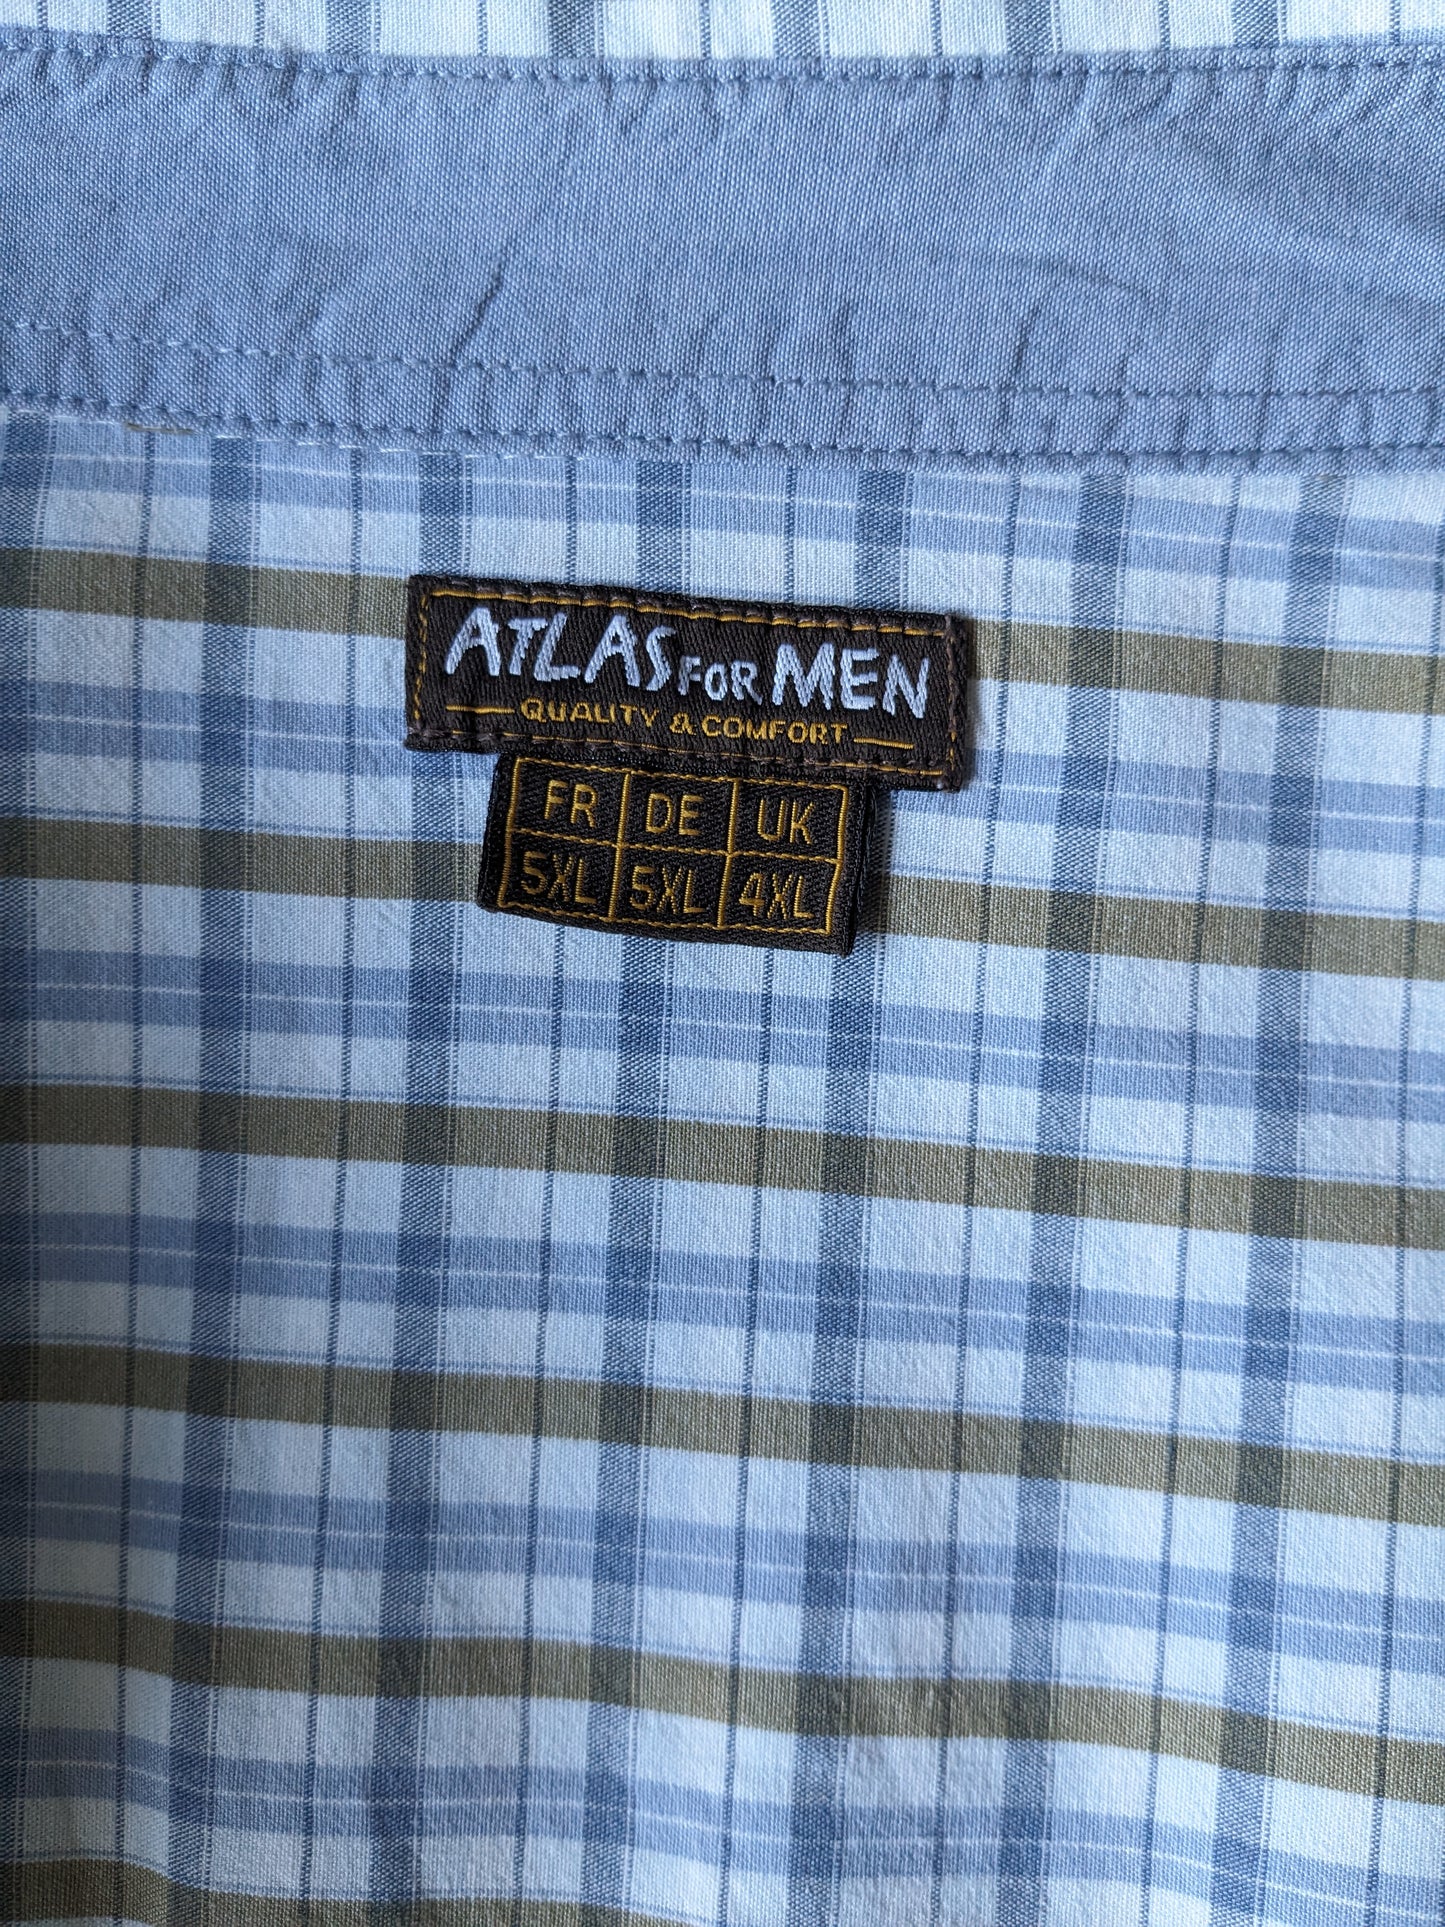 ATLAS FOR MEN
QUALITY & COMFORT
FR DE UK
5XL 5XL 4XL